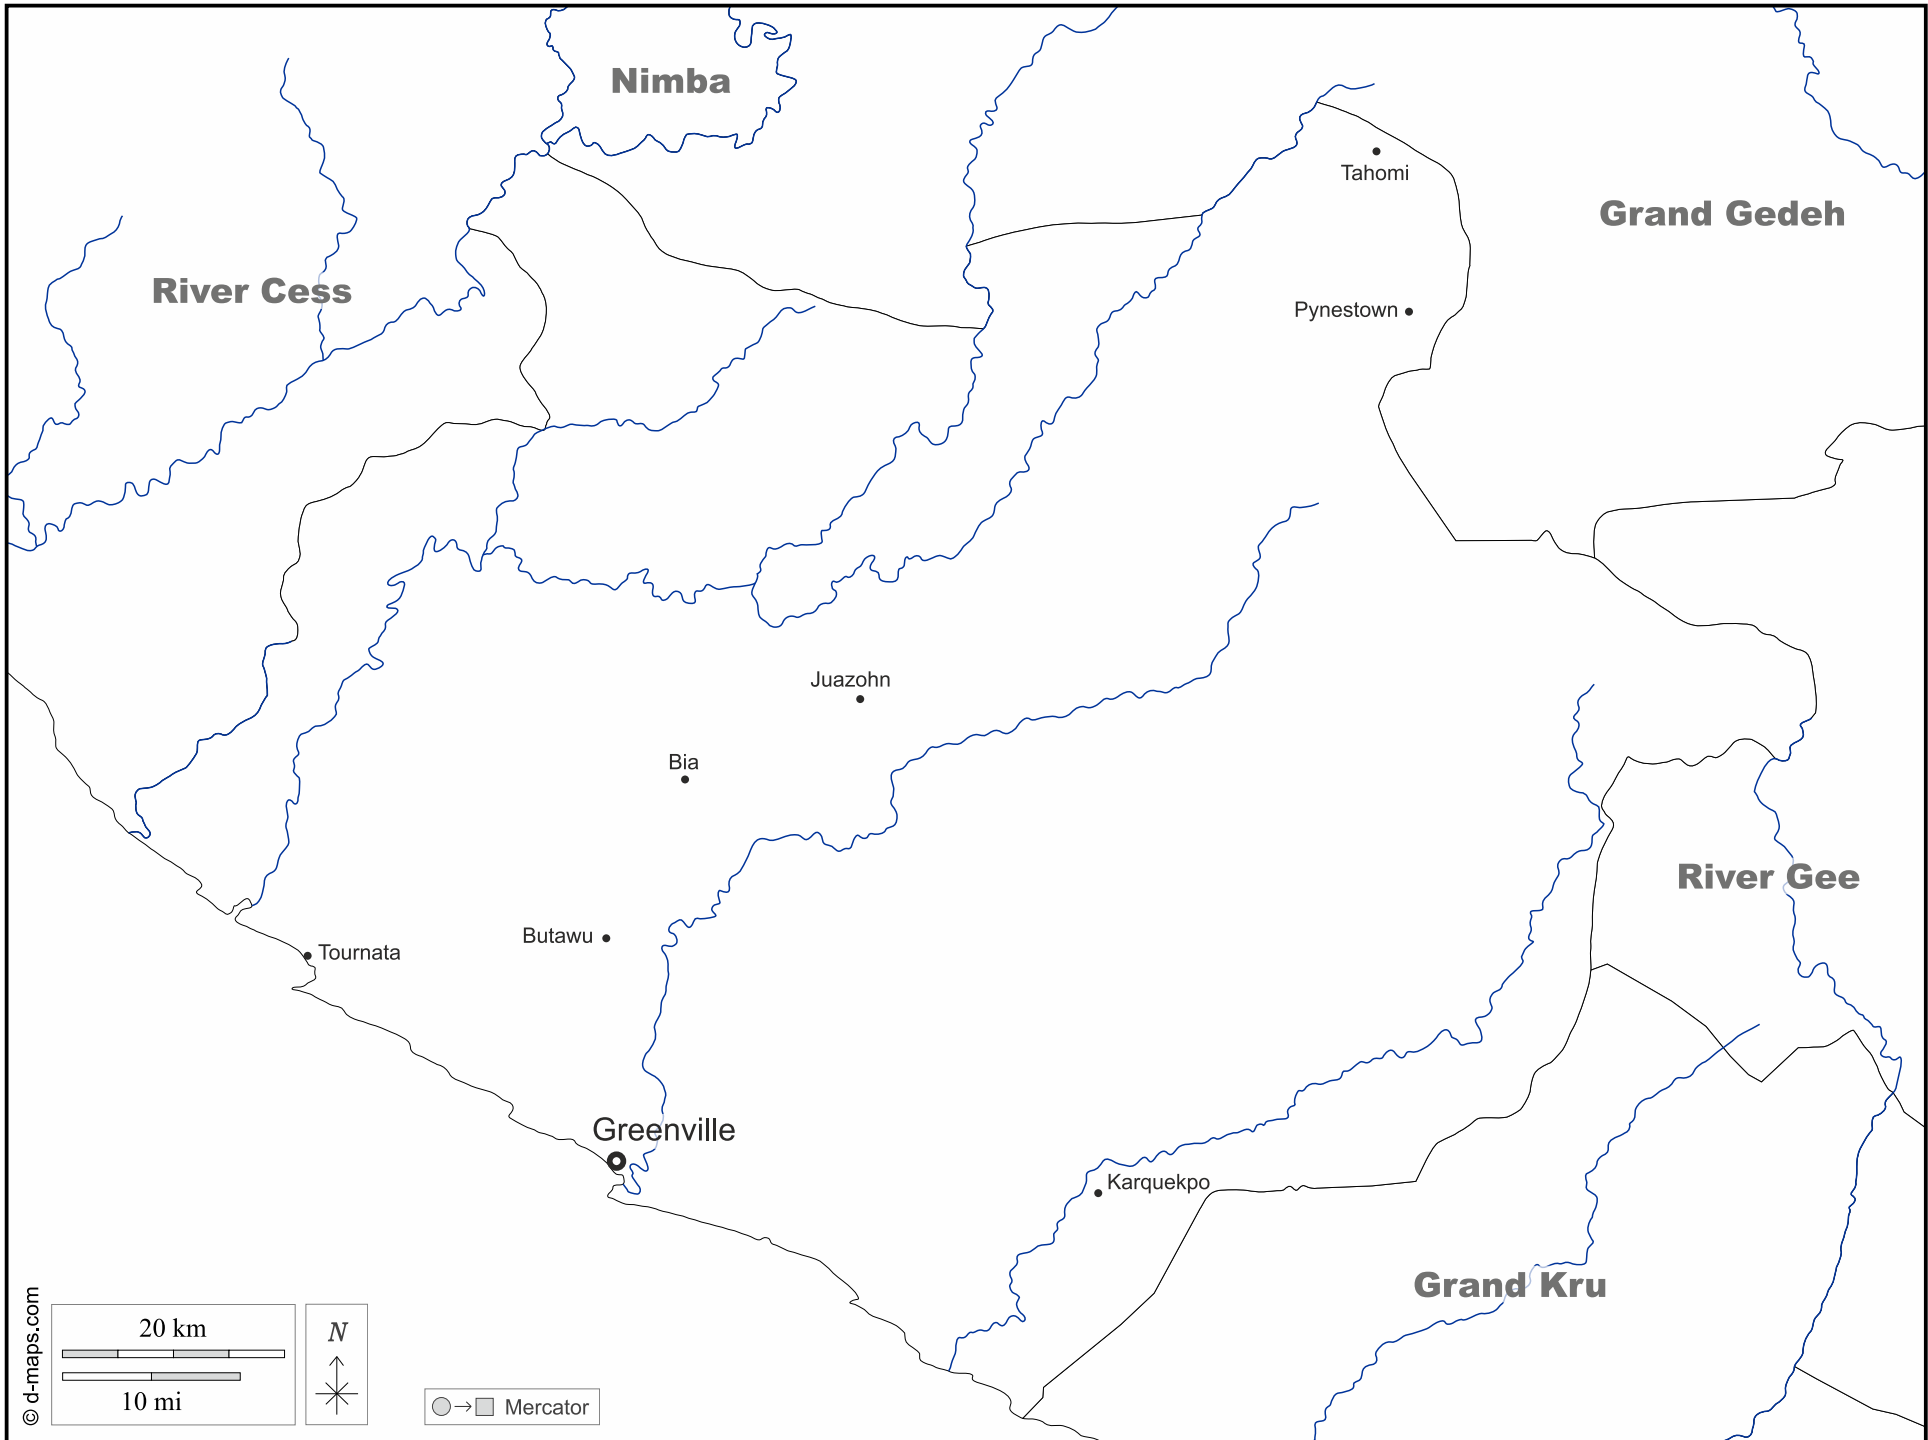 Nimba
Tahomi
Grand Gedeh
River Cess
Pynestown
Juazohn
Bia
River Gee
Butawu
Tournata
Greenville
Karquekpo
Grand Kru
20 km
10 mi
N
Mercator
© d-maps.com